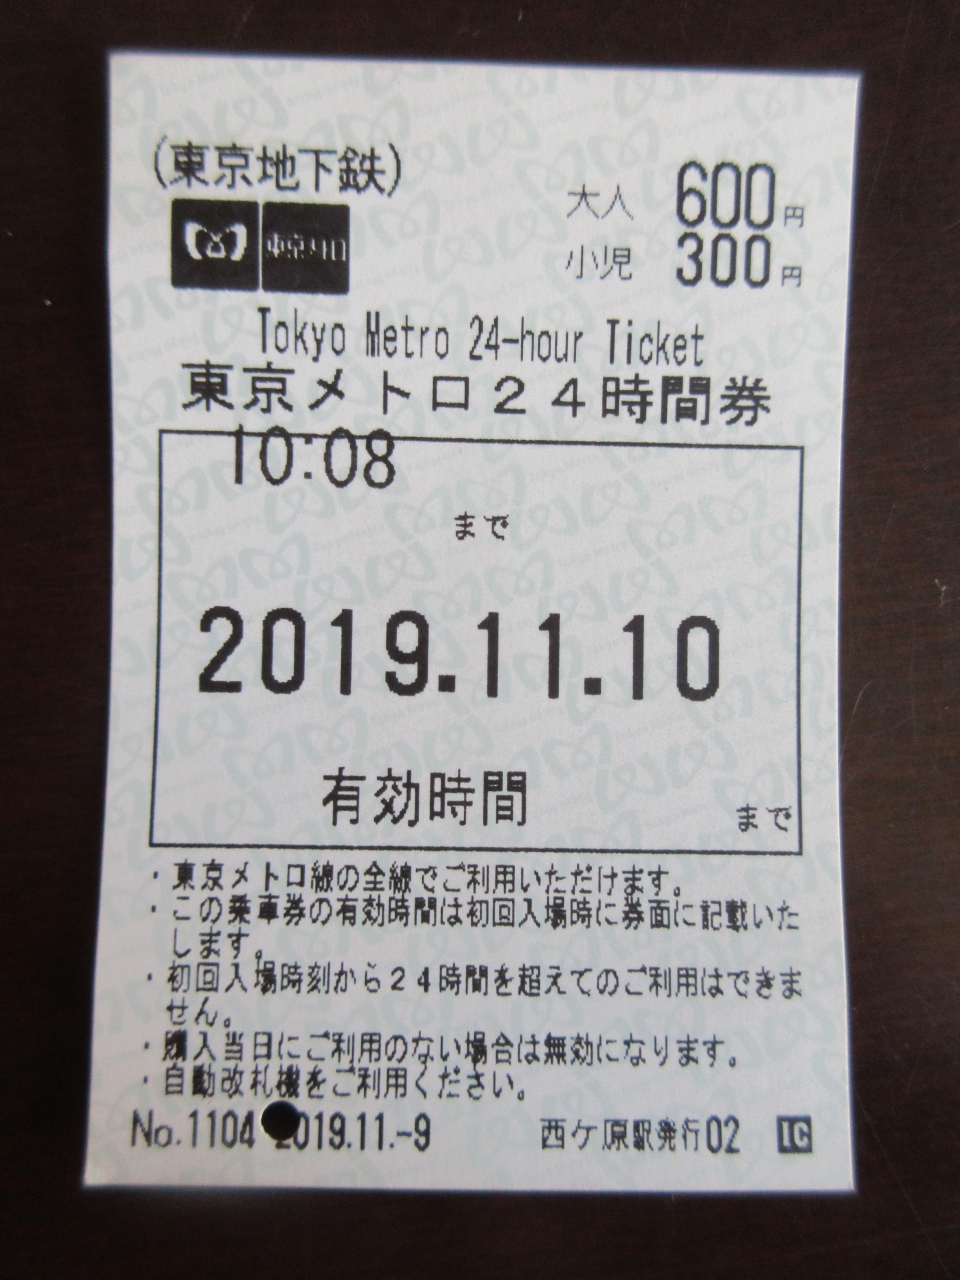 (東京地下鉄)
大人 600円
東京メトロ
小児 300円
Tokyo Metro 24-hour Ticket
東京メトロ24時間券
10:08
まで
2019.11.10
有効時間
まで
・東京メトロ線の全線でご利用いただけます。
・この乗車券の有効時間は初回入場時に券面に記載いた
します。
・初回入場時刻から24時間を超えてのご利用はできま
せん。
・購入当日にご利用のない場合は無効になります。
・自動改札機をご利用ください。
No.1104 2019.11.-9 西ケ原駅発行02 IC